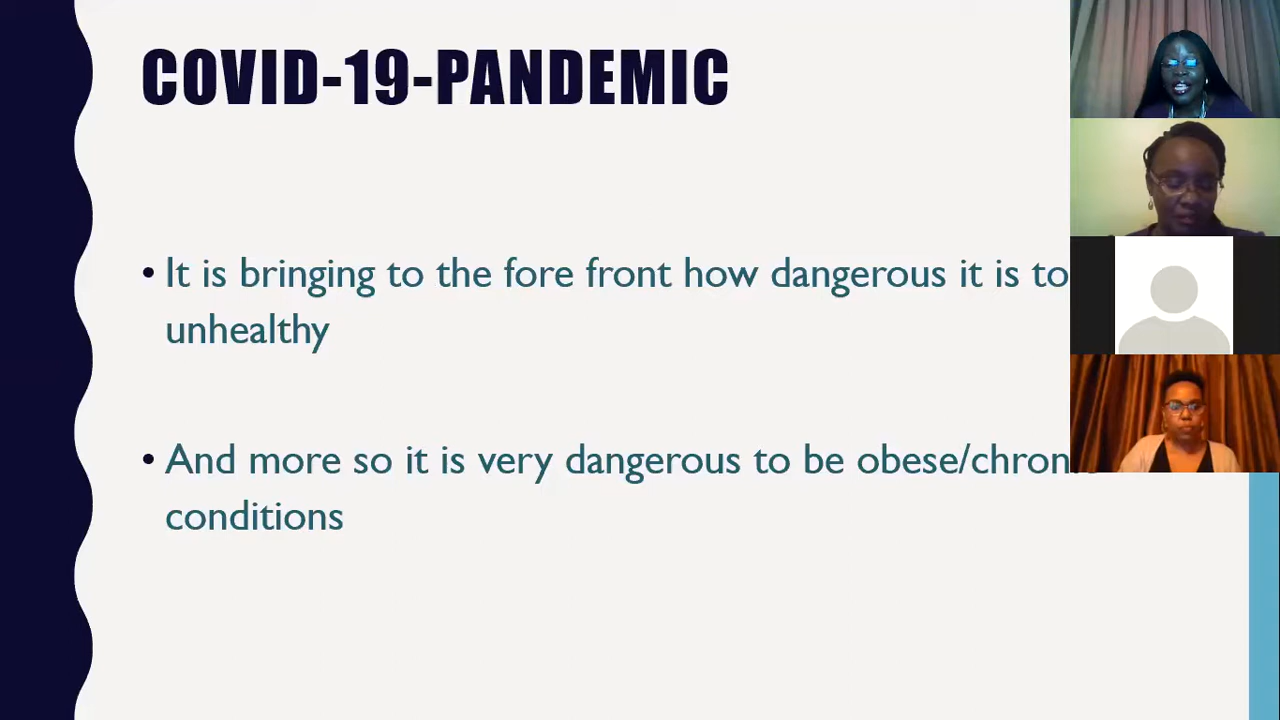 COVID-19-PANDEMIC
• It is bringing to the fore front how dangerous it is to
unhealthy
• And more so it is very dangerous to be obese/chron
conditions